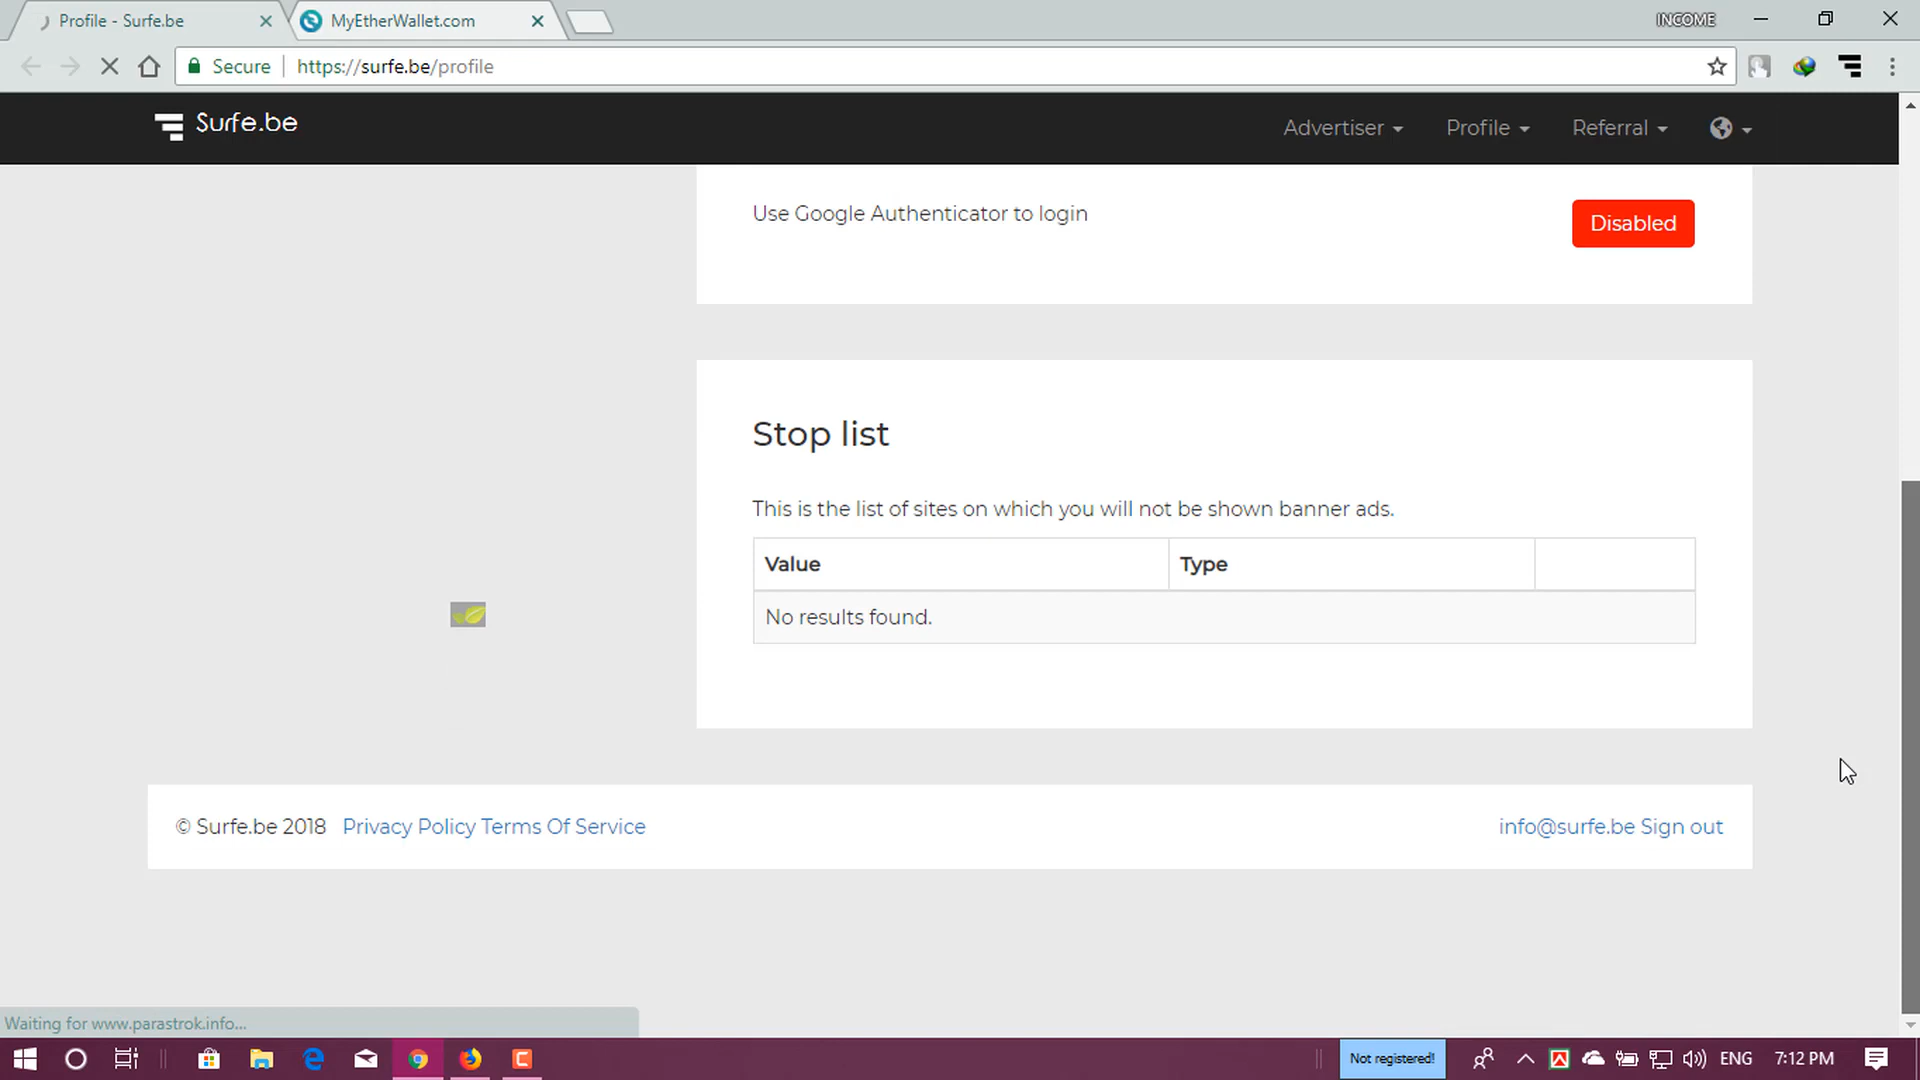 Profile - Surfe.be
MyEtherWallet.com
INCOME
Secure https://surfe.be/profile
Surfe.be
Advertiser Profile Referral
Use Google Authenticator to login
Disabled
Stop list
This is the list of sites on which you will not be shown banner ads.
Value Type
No results found.
© Surfe.be 2018 Privacy Policy Terms Of Service
info@surfe.be Sign out
Waiting for www.parastrok.info...
Not registered!
ENG
7:12 PM